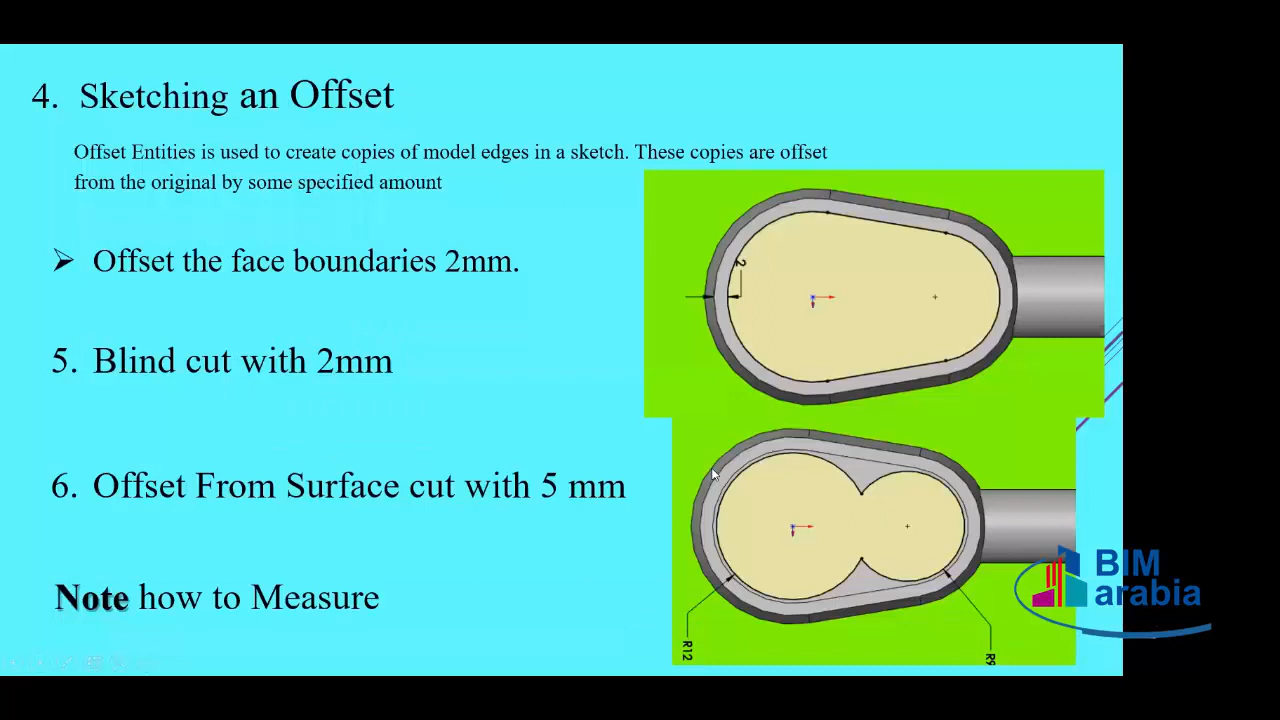 4. Sketching an Offset
Offset Entities is used to create copies of model edges in a sketch. These copies are offset
from the original by some specified amount
➢ Offset the face boundaries 2mm.
2
5. Blind cut with 2mm
6. Offset From Surface cut with 5 mm
Note how to Measure
R12
R9
BIM
arabia